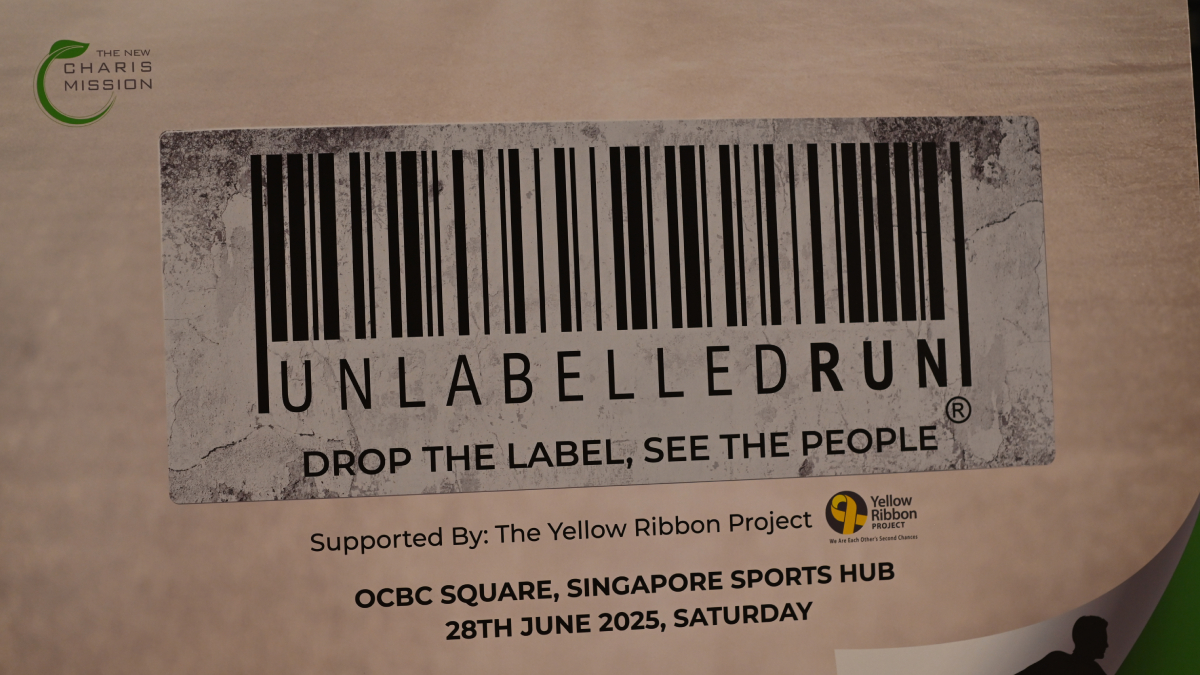 THE NEW
CHARIS
MISSION
UNLABELLEDRUN
®
DROP THE LABEL, SEE THE PEOPLE
Supported By: The Yellow Ribbon Project
Yellow
Ribbon
PROJECT
We Are Each Other's Second Chances
OCBC SQUARE, SINGAPORE SPORTS HUB
28TH JUNE 2025, SATURDAY